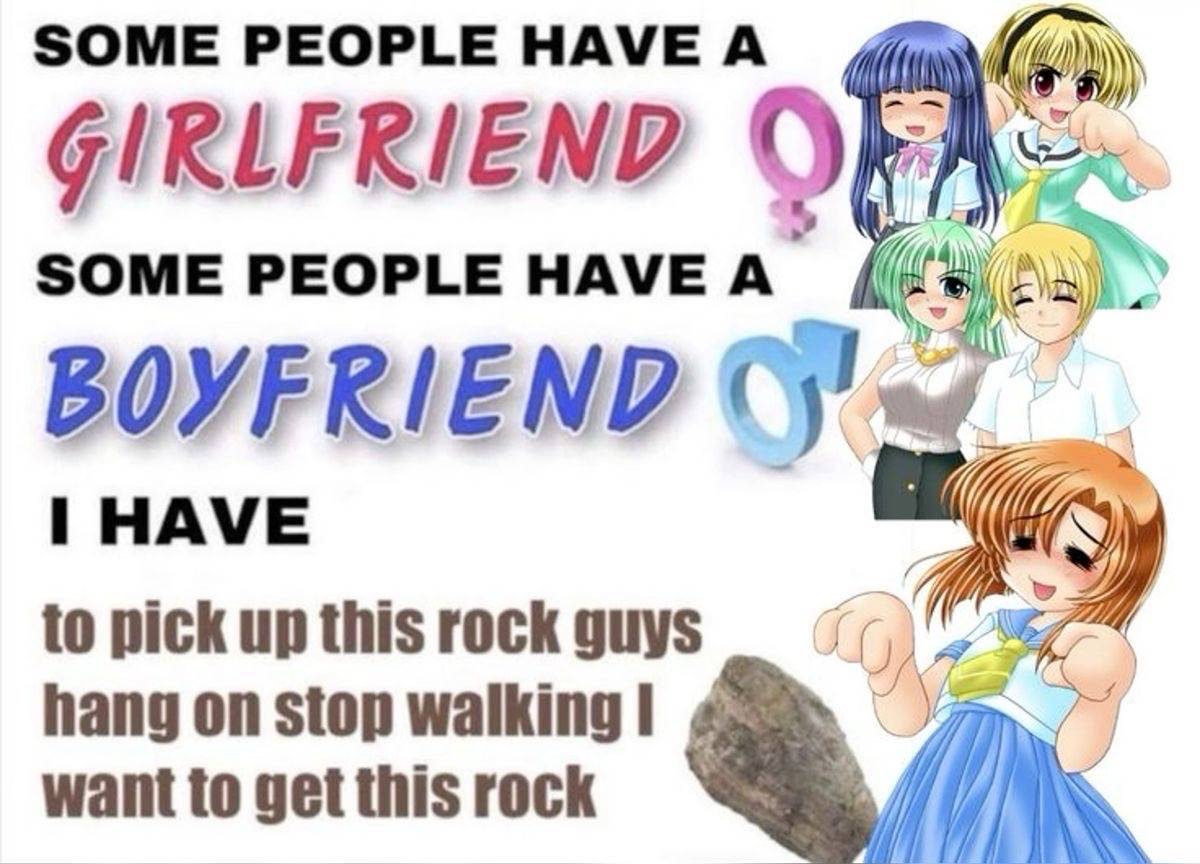 SOME PEOPLE HAVE A
GIRLFRIEND
SOME PEOPLE HAVE A
BOYFRIEND
I HAVE
to pick up this rock guys
hang on stop walking I
want to get this rock